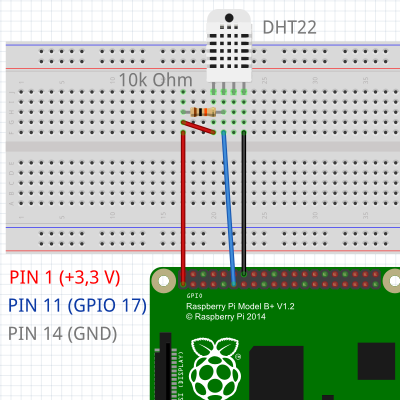 DHT22
10k Ohm
PIN 1 (+3,3 V)
PIN 11 (GPIO 17)
PIN 14 (GND)
GPIO
Raspberry Pi Model B+ V1.2
© Raspberry Pi 2014